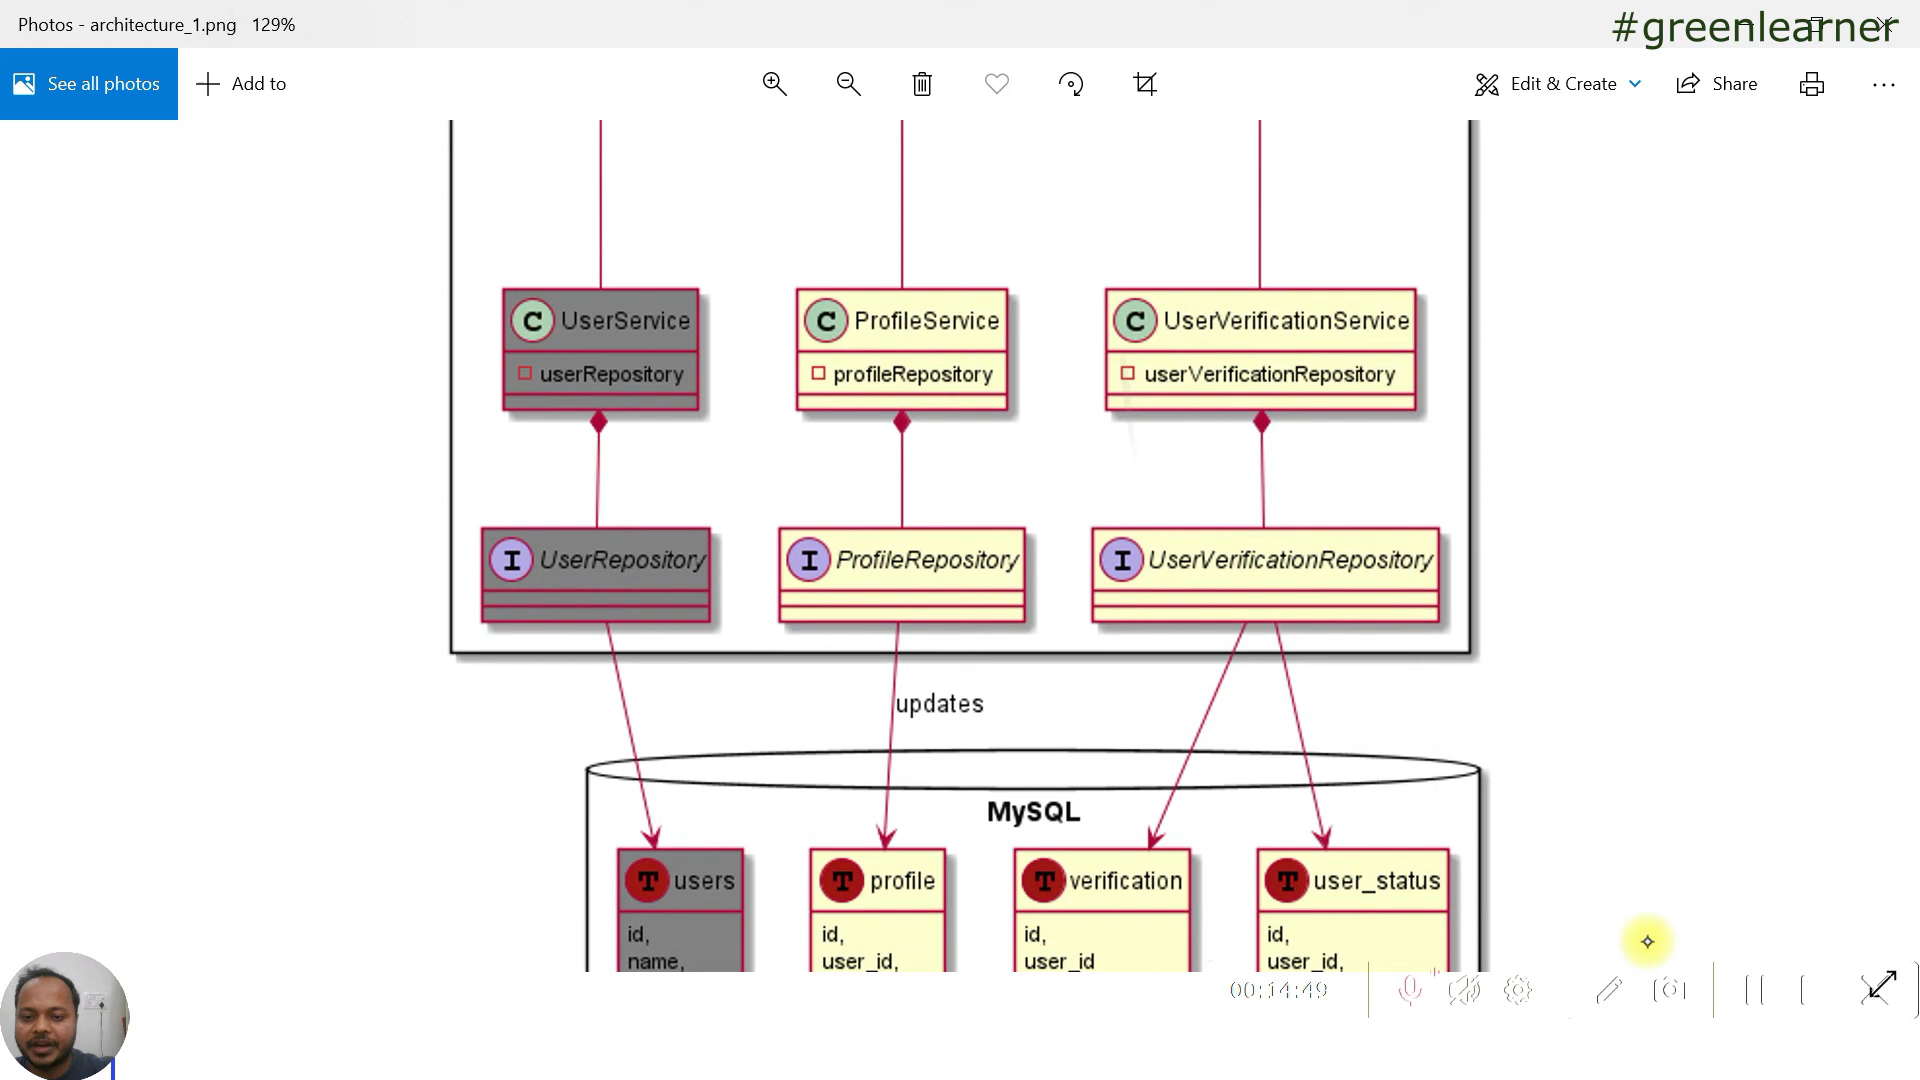 Photos - architecture_1.png 129%
#greenlearner
See all photos
Add to
Edit & Create
Share
C UserService
C ProfileService
C UserVerificationService
userRepository
profileRepository
userVerificationRepository
I UserRepository
I ProfileRepository
I UserVerificationRepository
updates
MySQL
T users
T profile
T verification
T user_status
id,
id,
id,
id,
name,
user_id,
user_id
user_id,
00:14:49